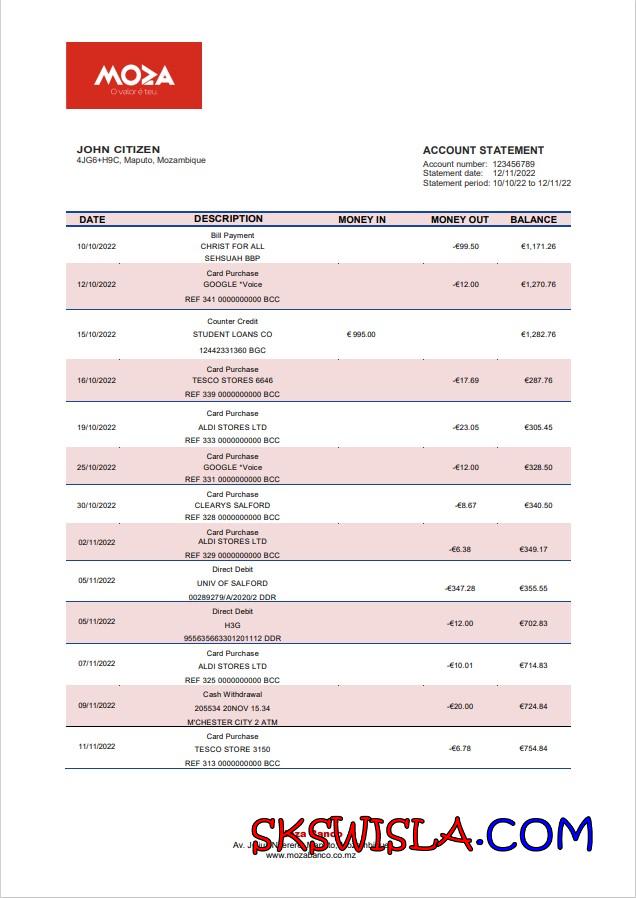 MOZA
O valor é teu.
JOHN CITIZEN
4JG6+H9C, Maputo, Mozambique
ACCOUNT STATEMENT
Account number: 123456789
Statement date: 12/11/2022
Statement period: 10/10/22 to 12/11/22
DATE DESCRIPTION MONEY IN MONEY OUT BALANCE
Bill Payment
10/10/2022 CHRIST FOR ALL -€99.50 €1,171.26
SEHSUAH BBP
Card Purchase
12/10/2022 GOOGLE *Voice -€12.00 €1,270.76
REF 341 0000000000 BCC
Counter Credit
15/10/2022 STUDENT LOANS CO € 995.00 €1,282.76
12442331360 BGC
Card Purchase
16/10/2022 TESCO STORES 6646 -€17.69 €287.76
REF 339 0000000000 BCC
Card Purchase
19/10/2022 ALDI STORES LTD -€23.05 €305.45
REF 333 0000000000 BCC
Card Purchase
25/10/2022 GOOGLE *Voice -€12.00 €328.50
REF 331 0000000000 BCC
Card Purchase
30/10/2022 CLEARYS SALFORD -€8.67 €340.50
REF 328 0000000000 BCC
Card Purchase
02/11/2022 ALDI STORES LTD -€6.38 €349.17
REF 329 0000000000 BCC
Direct Debit
05/11/2022 UNIV OF SALFORD -€347.28 €355.55
00289279/A/2020/2 DDR
Direct Debit
05/11/2022 H3G -€12.00 €702.83
955635663301201112 DDR
Card Purchase
07/11/2022 ALDI STORES LTD -€10.01 €714.83
REF 325 0000000000 BCC
Cash Withdrawal
09/11/2022 205534 20NOV 15.34 -€20.00 €724.84
M'CHESTER CITY 2 ATM
Card Purchase
11/11/2022 TESCO STORE 3150 -€6.78 €754.84
REF 313 0000000000 BCC
SKSWISLA.COM
Av.
www.mozabanco.co.mz